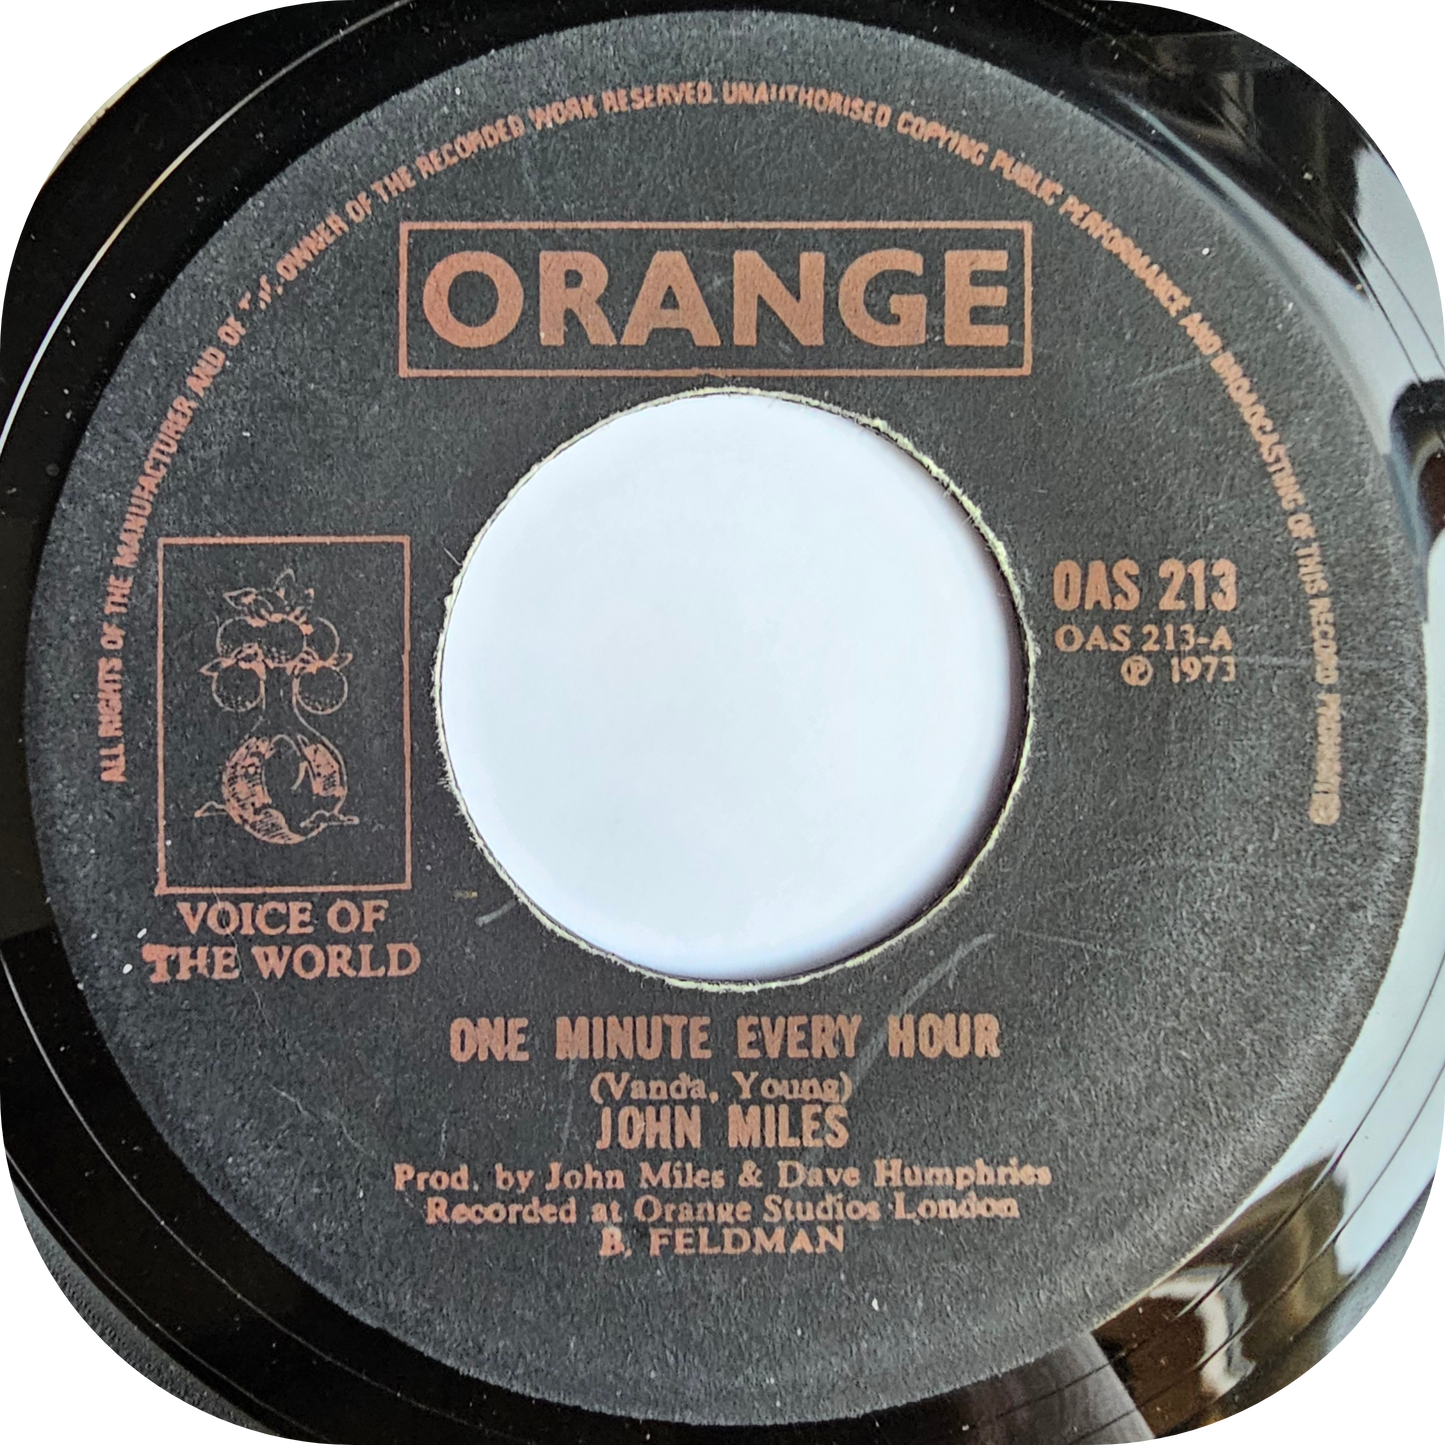 ALL RIGHTS OF THE MANUFACTURER AND OF THE OWNER OF THE RECORDED WORK RESERVED. UNAUTHORISED COPYING PUBLIC PERFORMANCE AND BROADCASTING OF THIS RECORD PROHIBITED
ORANGE
OAS 213
OAS 213-A
℗ 1973
VOICE OF
THE WORLD
ONE MINUTE EVERY HOUR
(Vanda, Young)
JOHN MILES
Prod. by John Miles & Dave Humphries
Recorded at Orange Studios London
B. FELDMAN